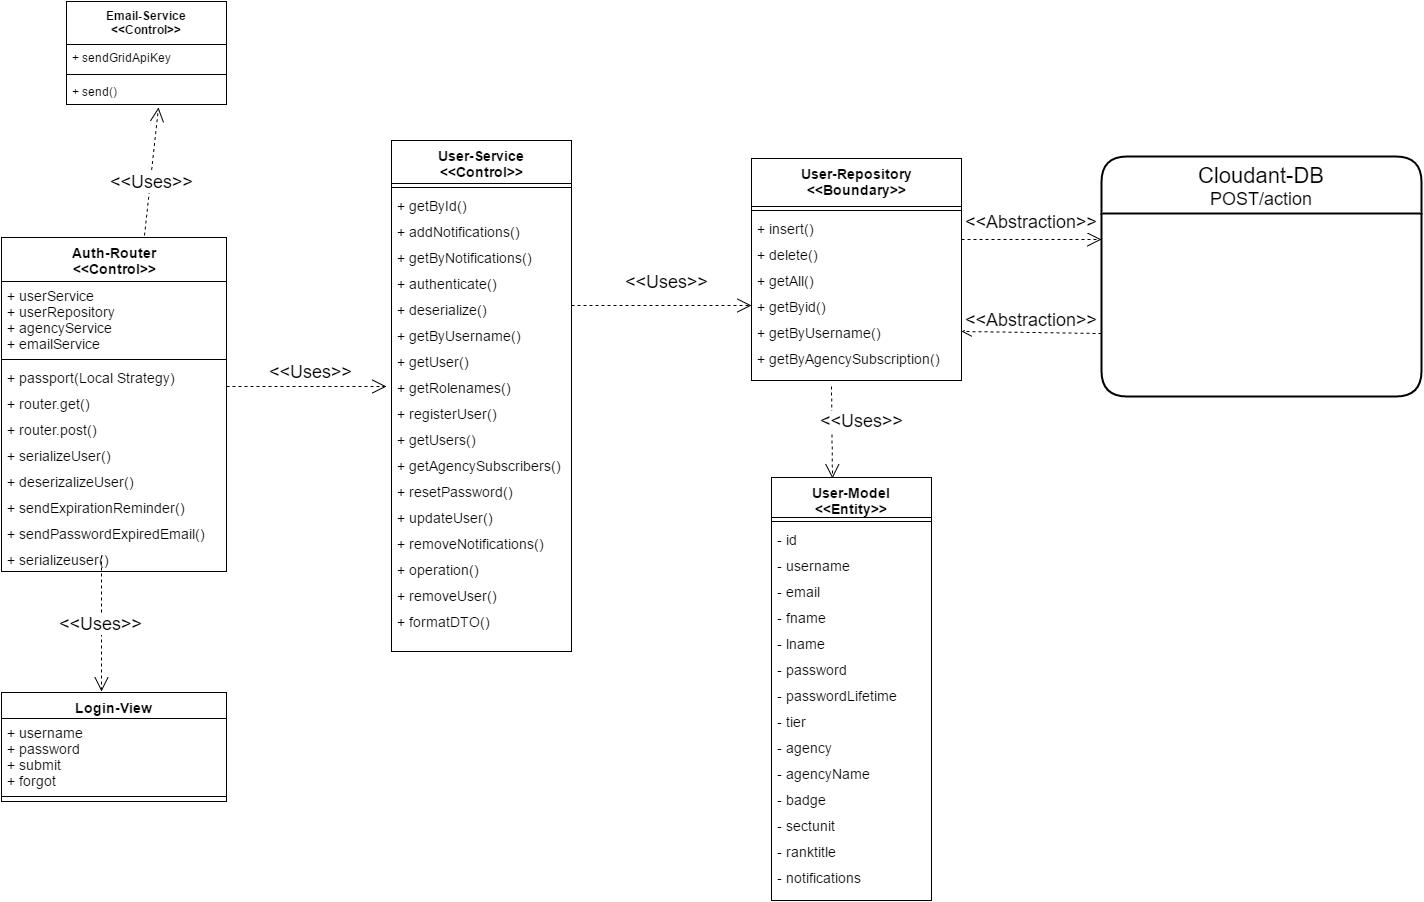 Email-Service
<<Control>>
+ sendGridApiKey
+ send()
<<Uses>>
Auth-Router
<<Control>>
+ userService
+ userRepository
+ agencyService
+ emailService
+ passport(Local Strategy)
+ router.get()
+ router.post()
+ serializeUser()
+ deserizalizeUser()
+ sendExpirationReminder()
+ sendPasswordExpiredEmail()
+ serializeuser()
<<Uses>>
Login-View
+ username
+ password
+ submit
+ forgot
<<Uses>>
User-Service
<<Control>>
+ getById()
+ addNotifications()
+ getByNotifications()
+ authenticate()
+ deserialize()
+ getByUsername()
+ getUser()
+ getRolenames()
+ registerUser()
+ getUsers()
+ getAgencySubscribers()
+ resetPassword()
+ updateUser()
+ removeNotifications()
+ operation()
+ removeUser()
+ formatDTO()
<<Uses>>
User-Repository
<<Boundary>>
+ insert()
+ delete()
+ getAll()
+ getByid()
+ getByUsername()
+ getByAgencySubscription()
<<Uses>>
User-Model
<<Entity>>
- id
- username
- email
- fname
- lname
- password
- passwordLifetime
- tier
- agency
- agencyName
- badge
- sectunit
- ranktitle
- notifications
<<Abstraction>>
<<Abstraction>>
Cloudant-DB
POST/action